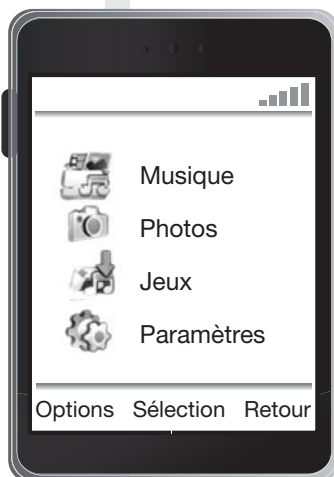 Musique
Photos
Jeux
Paramètres
Options Sélection Retour